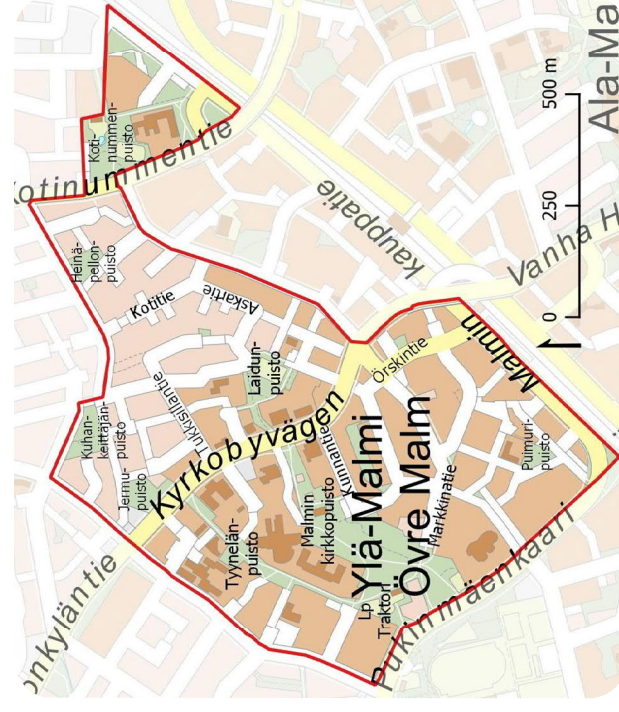 Kotinummentie
Koti-
nummen-
puisto
Heinä-
pellon-
puisto
Kotitie
Askartie
Kuhan-
keittäjän-
puisto
Jermu-
puisto
Tukkisillantie
Laidun-
puisto
Kyrkobyvägen
Tyynelän-
puisto
Malmin
kirkkopuisto
Kunnantie
Örskintie
Ylä-Malmi
Övre Malm
Markkinatie
Lp
Traktori
Puimuri-
puisto
Malmin
Pukinmäenkaari
onkyläntie
kauppatie
Vanha H
Ala-Ma
0 250 500 m